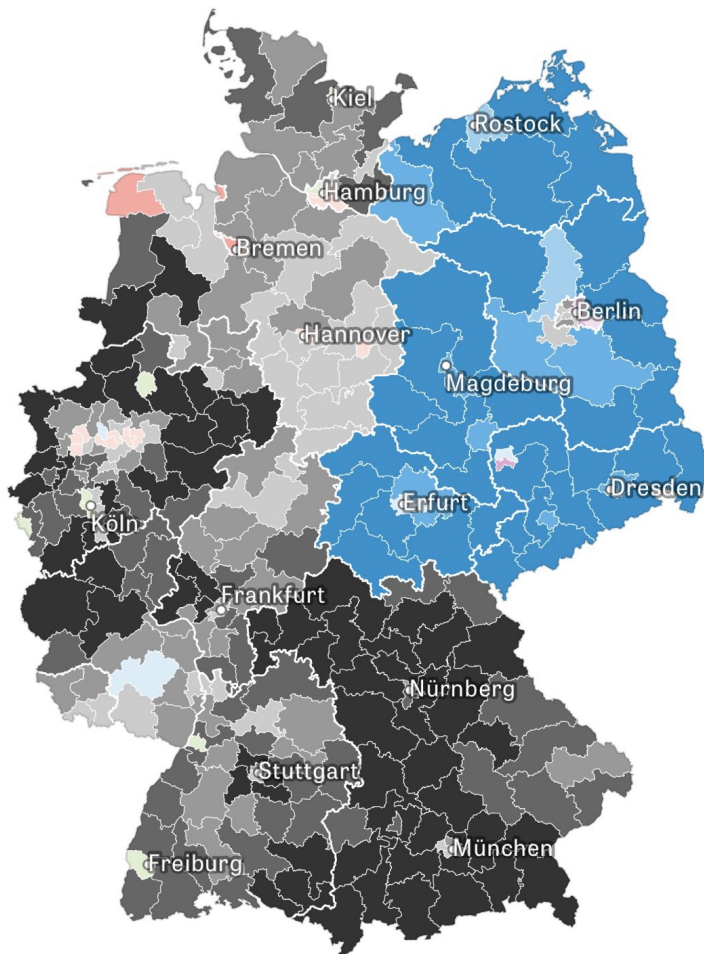 Kiel
Rostock
Hamburg
Bremen
Berlin
Hannover
Magdeburg
Dresden
Erfurt
Köln
Frankfurt
Nürnberg
Stuttgart
München
Freiburg